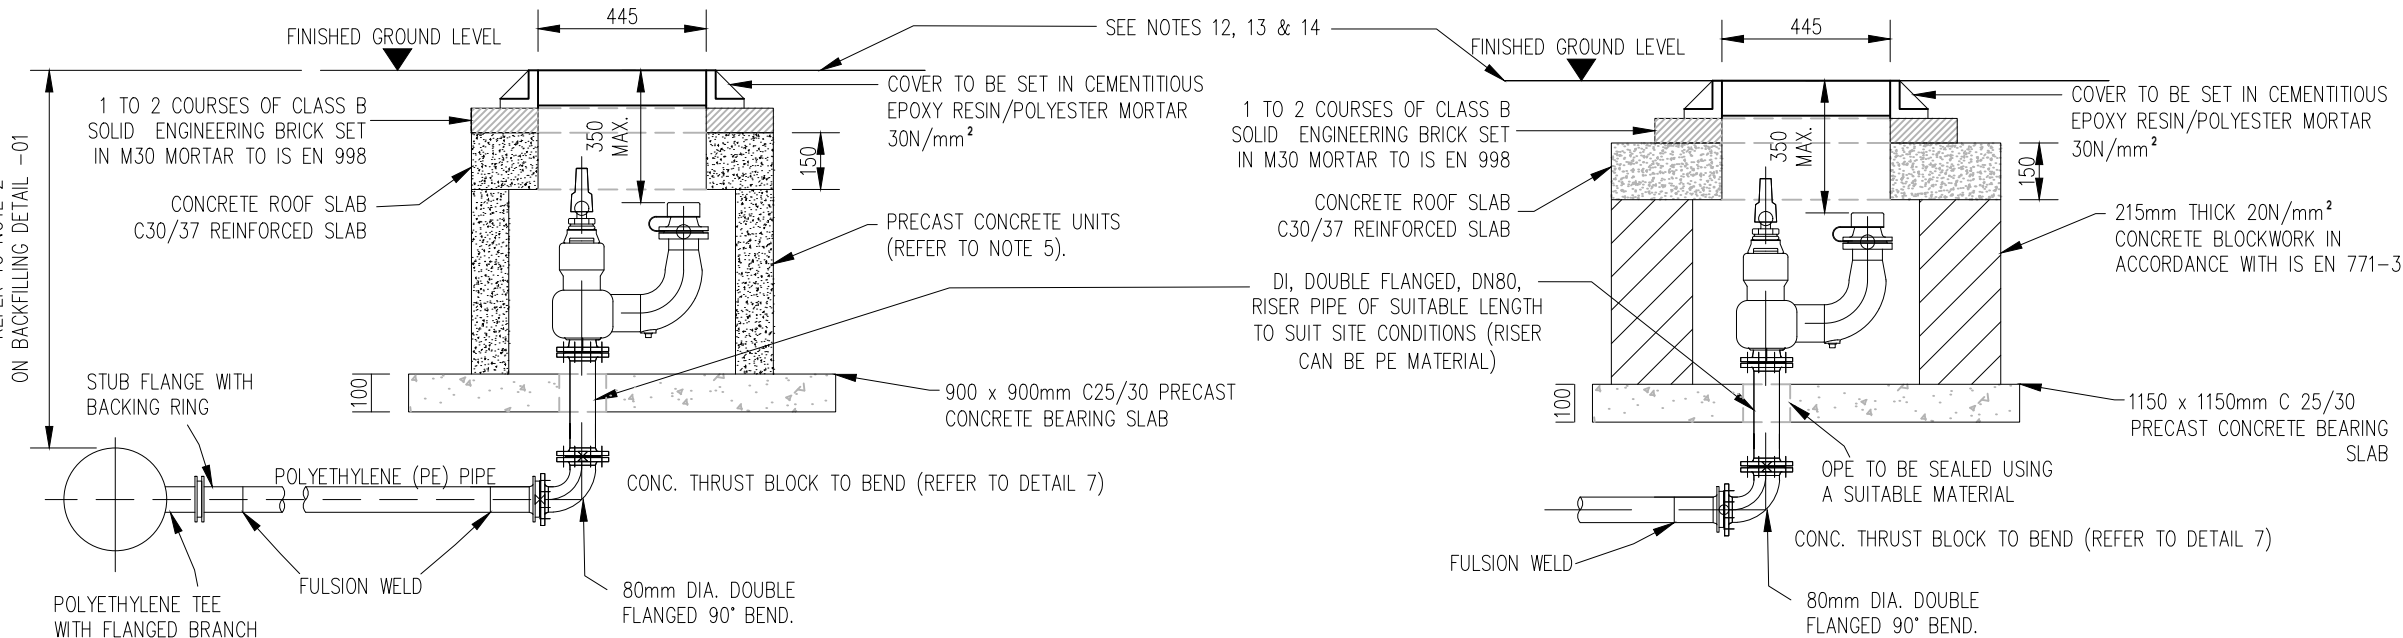 445
FINISHED GROUND LEVEL
1 TO 2 COURSES OF CLASS B
SOLID ENGINEERING BRICK SET
IN M30 MORTAR TO IS EN 998
CONCRETE ROOF SLAB
C30/37 REINFORCED SLAB
ON BACKFILLING DETAIL -01
350
MAX.
150
SEE NOTES 12, 13 & 14
COVER TO BE SET IN CEMENTITIOUS
EPOXY RESIN/POLYESTER MORTAR
30N/mm²
PRECAST CONCRETE UNITS
(REFER TO NOTE 5).
DI, DOUBLE FLANGED, DN80,
RISER PIPE OF SUITABLE LENGTH
TO SUIT SITE CONDITIONS (RISER
CAN BE PE MATERIAL)
100
900 x 900mm C25/30 PRECAST
CONCRETE BEARING SLAB
STUB FLANGE WITH
BACKING RING
POLYETHYLENE (PE) PIPE
CONC. THRUST BLOCK TO BEND (REFER TO DETAIL 7)
FULSION WELD
POLYETHYLENE TEE
WITH FLANGED BRANCH
80mm DIA. DOUBLE
FLANGED 90° BEND.
445
FINISHED GROUND LEVEL
1 TO 2 COURSES OF CLASS B
SOLID ENGINEERING BRICK SET
IN M30 MORTAR TO IS EN 998
CONCRETE ROOF SLAB
C30/37 REINFORCED SLAB
350
MAX.
150
COVER TO BE SET IN CEMENTITIOUS
EPOXY RESIN/POLYESTER MORTAR
30N/mm²
215mm THICK 20N/mm²
CONCRETE BLOCKWORK IN
ACCORDANCE WITH IS EN 771-3
100
1150 x 1150mm C 25/30
PRECAST CONCRETE BEARING
SLAB
OPE TO BE SEALED USING
A SUITABLE MATERIAL
CONC. THRUST BLOCK TO BEND (REFER TO DETAIL 7)
FULSION WELD
80mm DIA. DOUBLE
FLANGED 90° BEND.